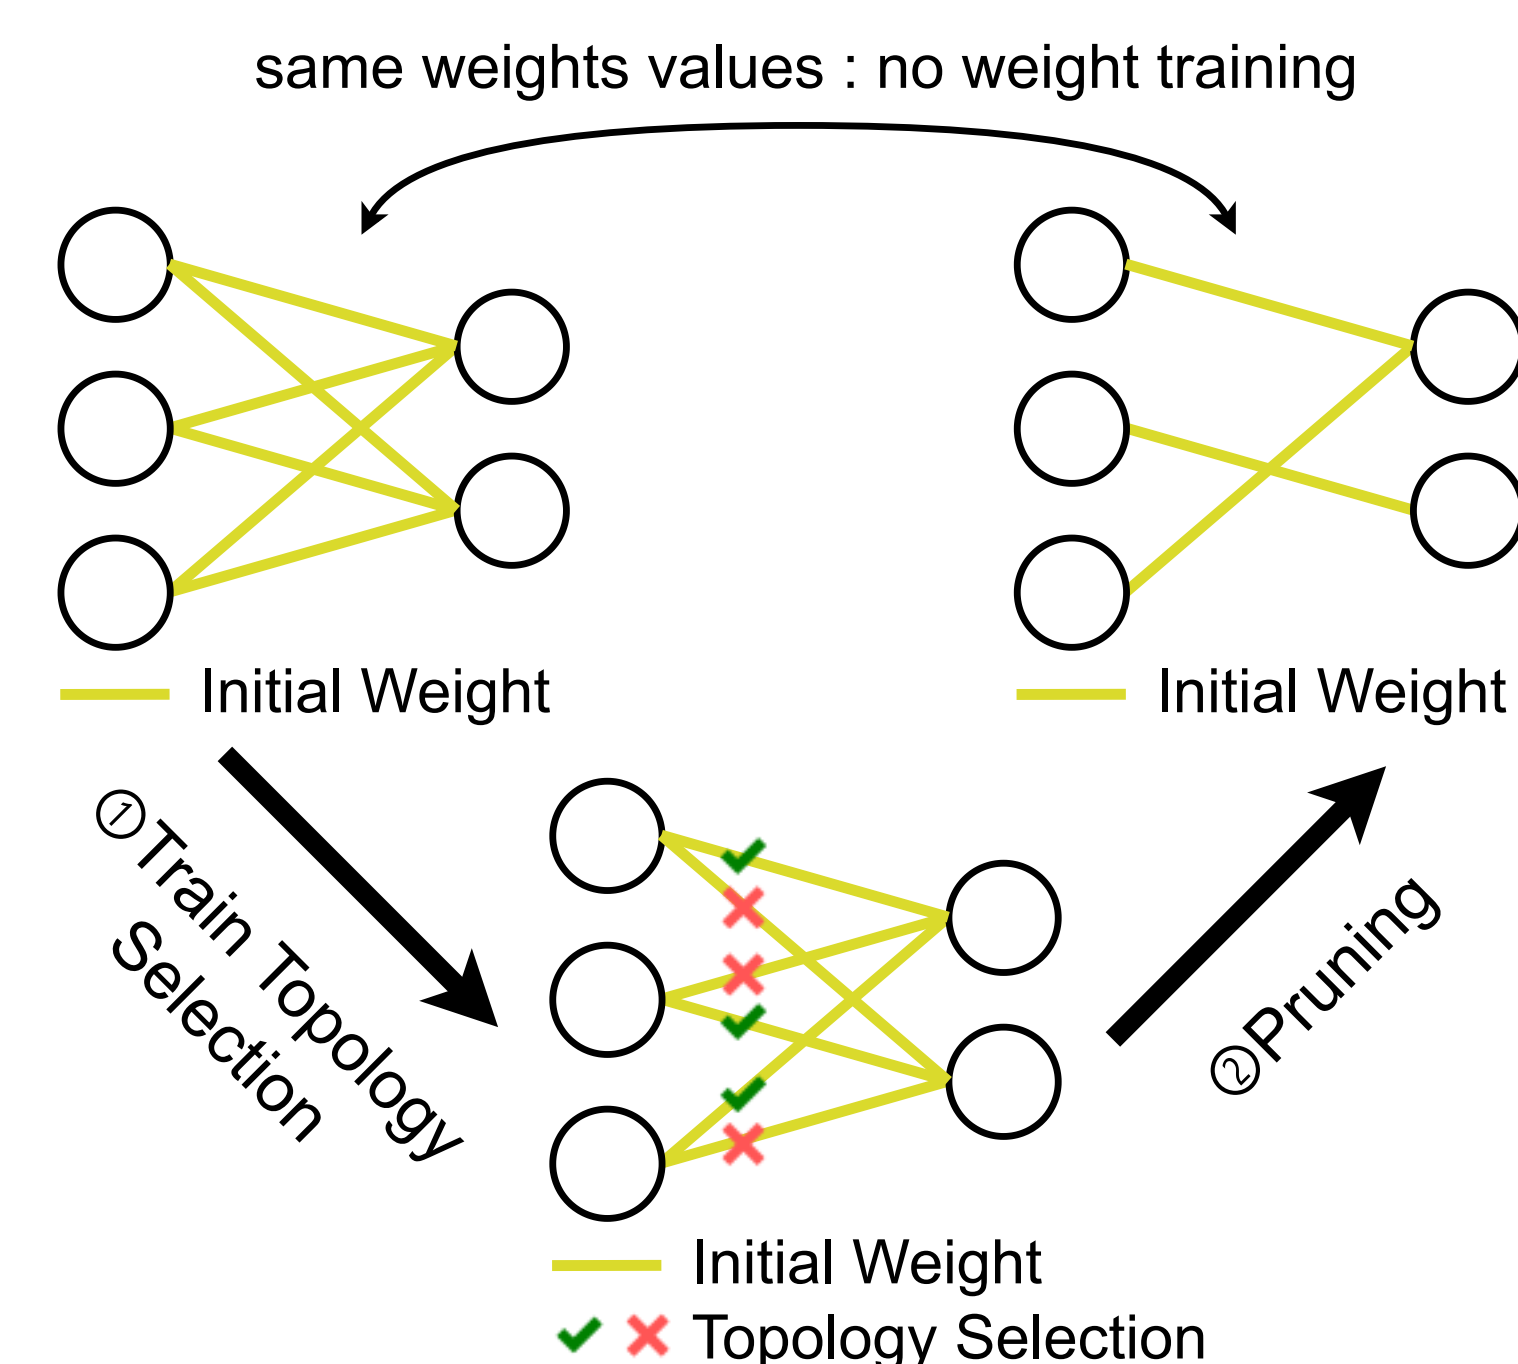 same weights values : no weight training
Initial Weight
Initial Weight
①Train Topology
Selection
②Pruning
Initial Weight
Topology Selection